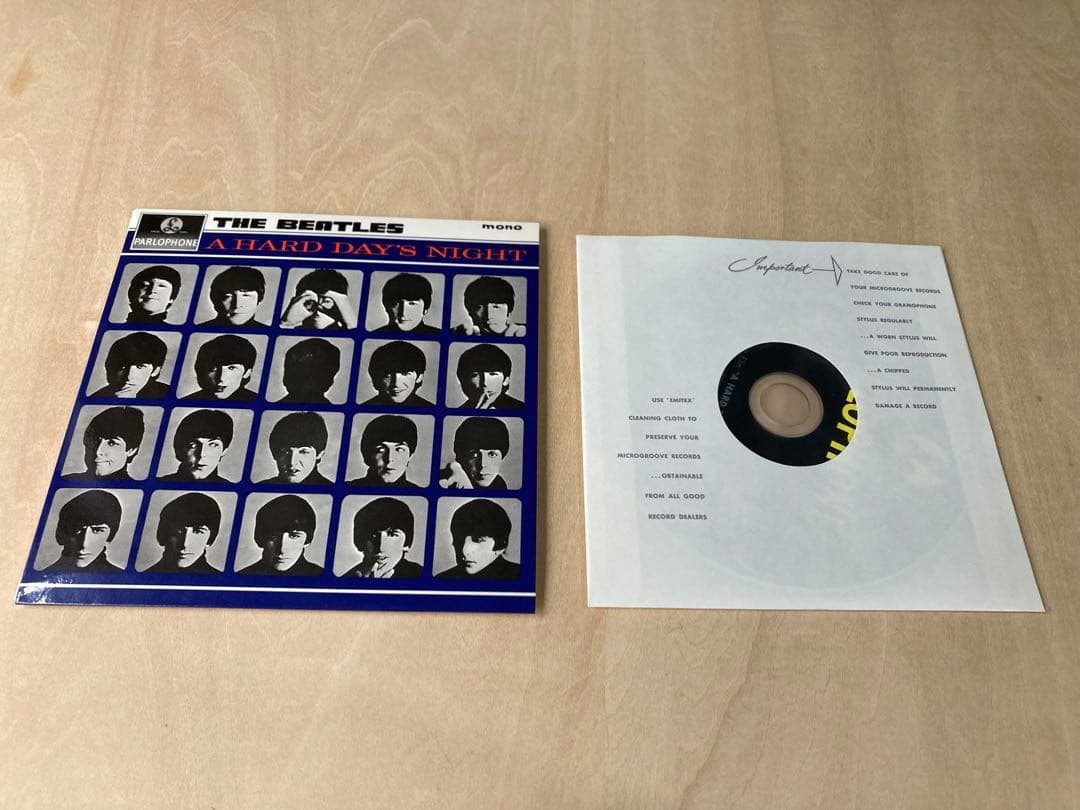 THE BEATLES
mono
PARLOPHONE
A HARD DAY'S NIGHT
Important
TAKE GOOD CARE OF
YOUR MICROGROOVE RECORDS
CHECK YOUR GRAMOPHONE
STYLUS REGULARLY
...A WORN STYLUS WILL
GIVE POOR REPRODUCTION
...A CHIPPED
STYLUS WILL PERMANENTLY
DAMAGE A RECORD
USE 'EMITEX'
CLEANING CLOTH TO
PRESERVE YOUR
MICROGROOVE RECORDS
...OBTAINABLE
FROM ALL GOOD
RECORD DEALERS
"A HARD